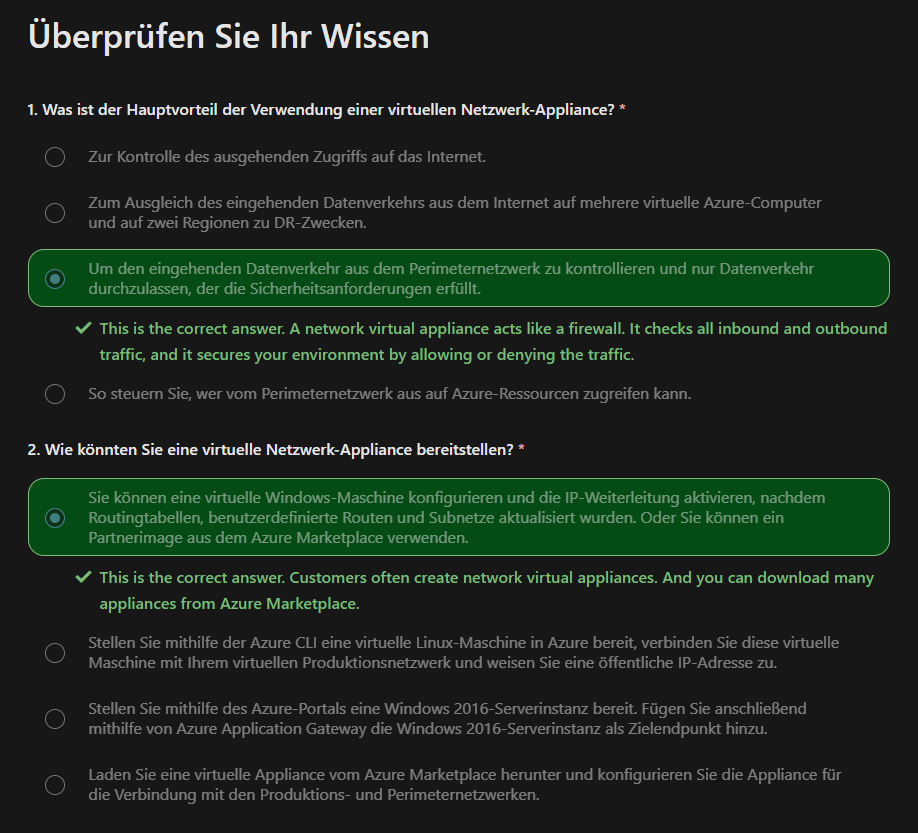 Überprüfen Sie Ihr Wissen
1. Was ist der Hauptvorteil der Verwendung einer virtuellen Netzwerk-Appliance? *
Zur Kontrolle des ausgehenden Zugriffs auf das Internet.
Zum Ausgleich des eingehenden Datenverkehrs aus dem Internet auf mehrere virtuelle Azure-Computer
und auf zwei Regionen zu DR-Zwecken.
Um den eingehenden Datenverkehr aus dem Perimeternetzwerk zu kontrollieren und nur Datenverkehr
durchzulassen, der die Sicherheitsanforderungen erfüllt.
This is the correct answer. A network virtual appliance acts like a firewall. It checks all inbound and outbound
traffic, and it secures your environment by allowing or denying the traffic.
So steuern Sie, wer vom Perimeternetzwerk aus auf Azure-Ressourcen zugreifen kann.
2. Wie könnten Sie eine virtuelle Netzwerk-Appliance bereitstellen? *
Sie können eine virtuelle Windows-Maschine konfigurieren und die IP-Weiterleitung aktivieren, nachdem
Routingtabellen, benutzerdefinierte Routen und Subnetze aktualisiert wurden. Oder Sie können ein
Partnerimage aus dem Azure Marketplace verwenden.
This is the correct answer. Customers often create network virtual appliances. And you can download many
appliances from Azure Marketplace.
Stellen Sie mithilfe der Azure CLI eine virtuelle Linux-Maschine in Azure bereit, verbinden Sie diese virtuelle
Maschine mit Ihrem virtuellen Produktionsnetzwerk und weisen Sie eine öffentliche IP-Adresse zu.
Stellen Sie mithilfe des Azure-Portals eine Windows 2016-Serverinstanz bereit. Fügen Sie anschließend
mithilfe von Azure Application Gateway die Windows 2016-Serverinstanz als Zielendpunkt hinzu.
Laden Sie eine virtuelle Appliance vom Azure Marketplace herunter und konfigurieren Sie die Appliance für
die Verbindung mit den Produktions- und Perimeternetzwerken.